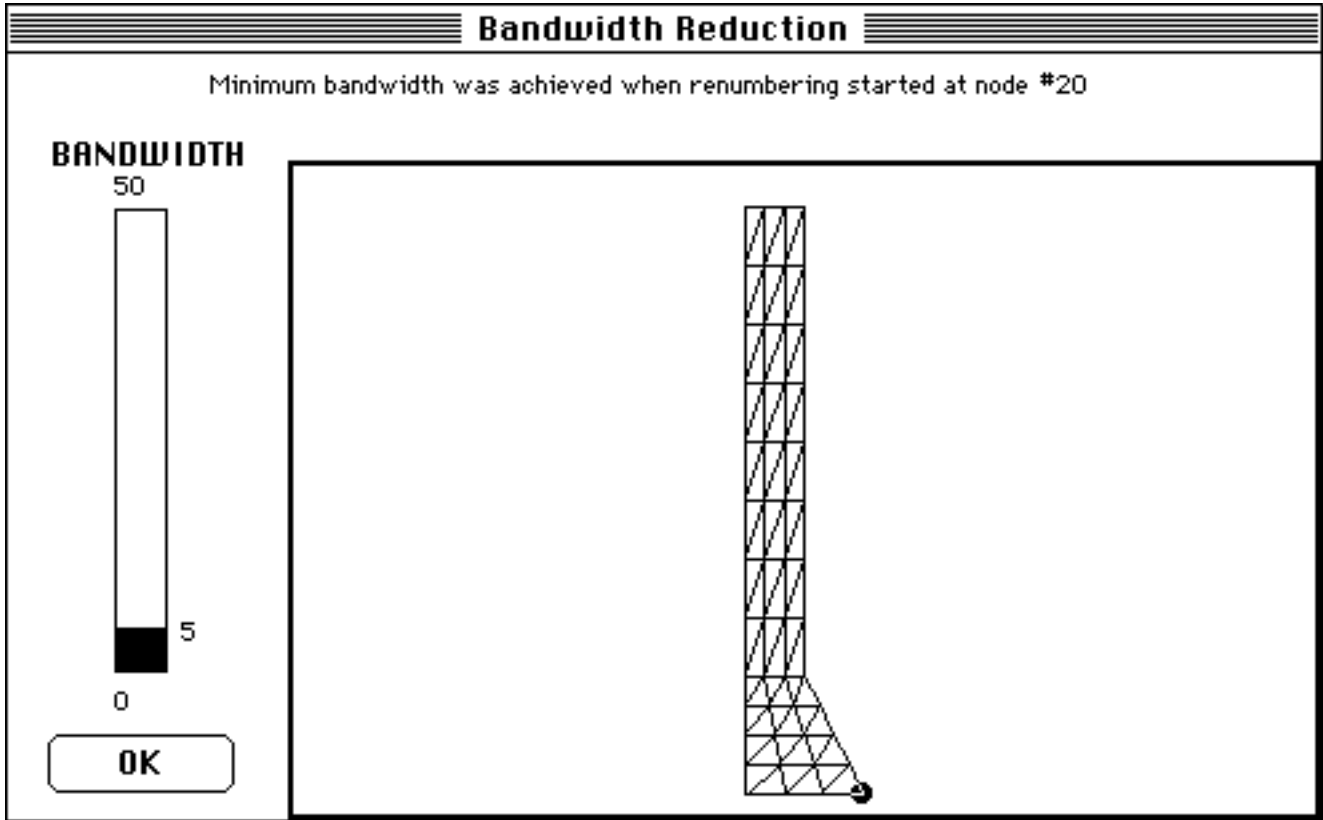 Bandwidth Reduction
Minimum bandwidth was achieved when renumbering started at node #20
BANDWIDTH
50
5
0
OK